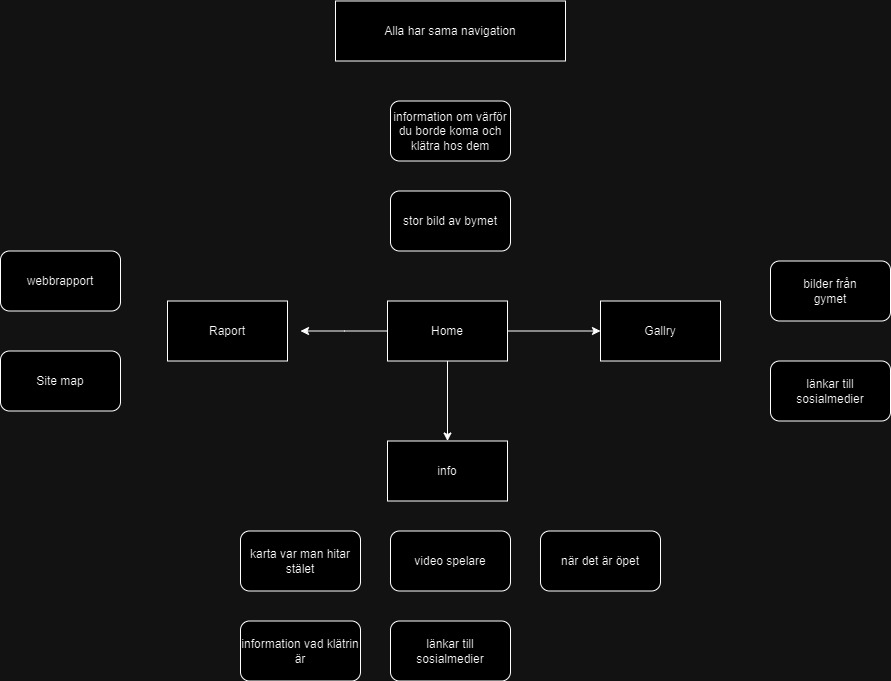 Alla har sama navigation
information om värför
du borde koma och
klätra hos dem
stor bild av bymet
webbrapport
bilder från
gymet
Raport
Home
Gallry
Site map
länkar till
sosialmedier
info
karta var man hitar
stälet
video spelare
när det är öpet
information vad klätrin
är
länkar till
sosialmedier